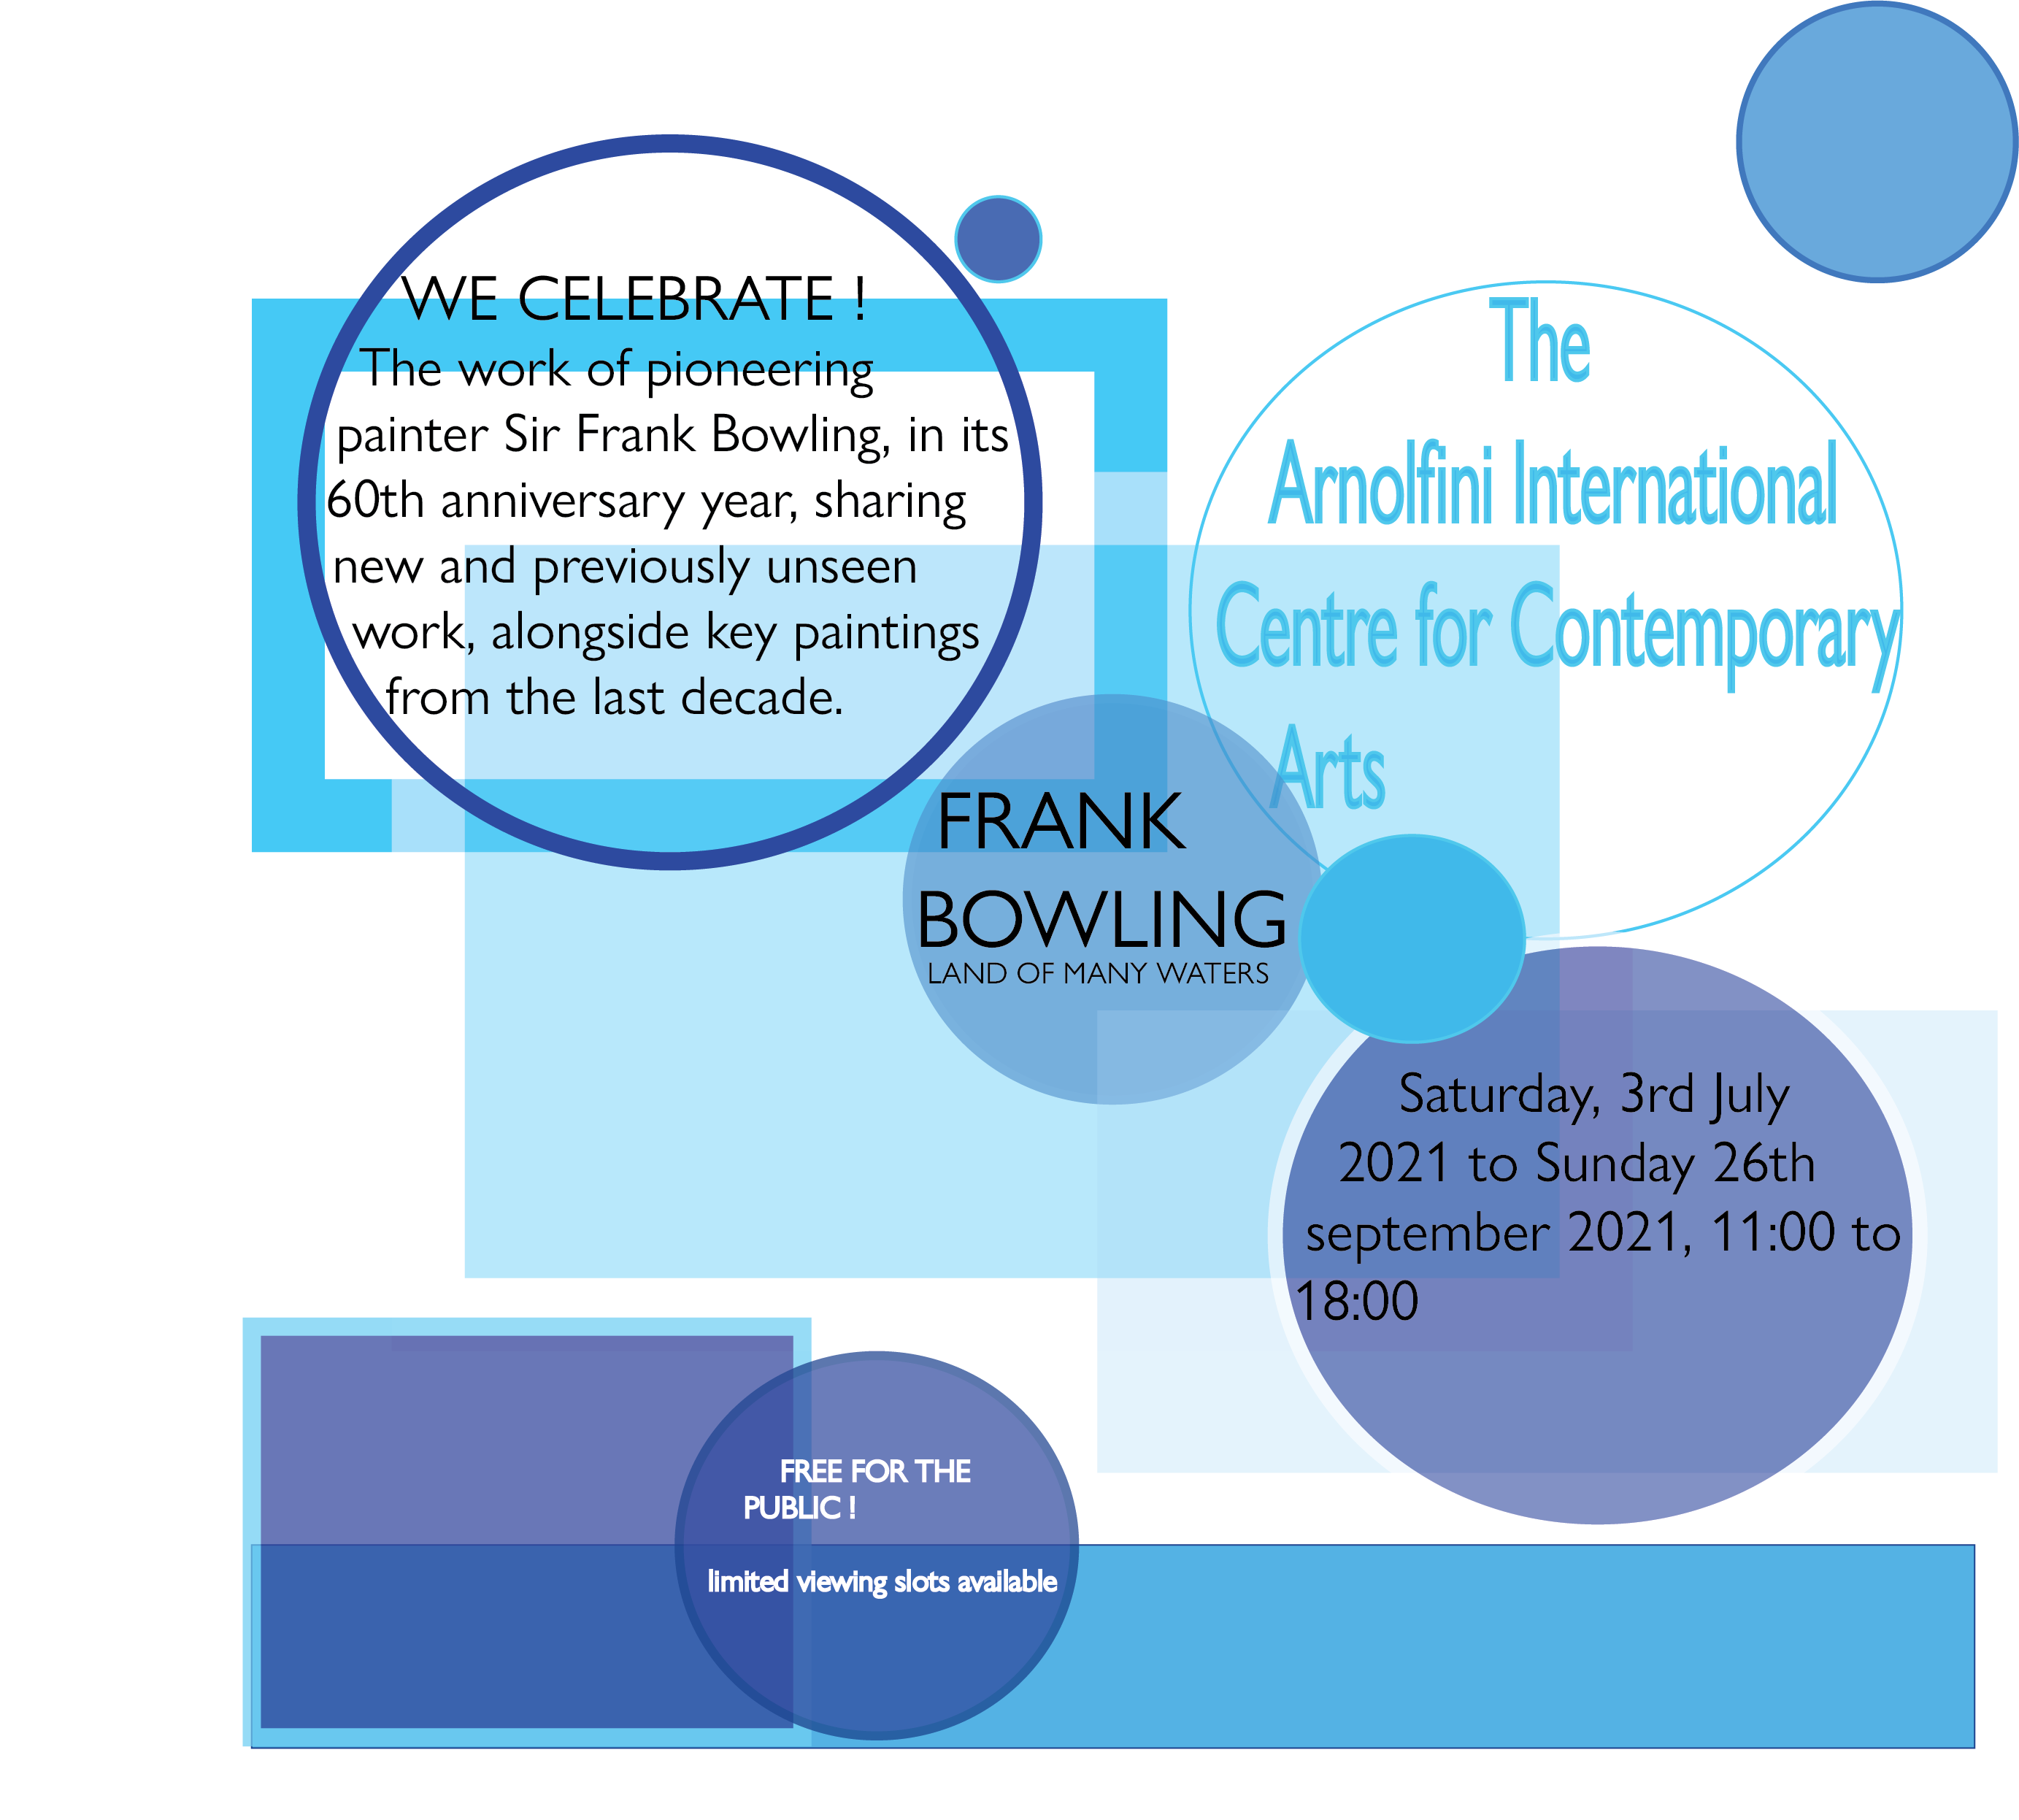 WE CELEBRATE !
The work of pioneering
painter Sir Frank Bowling, in its
60th anniversary year, sharing
new and previously unseen
work, alongside key paintings
from the last decade.
The
Arnolfini International
Centre for Contemporary
Arts
FRANK
BOWLING
LAND OF MANY WATERS
Saturday, 3rd July
2021 to Sunday 26th
september 2021, 11:00 to
18:00
FREE FOR THE
PUBLIC !
limited viewing slots available